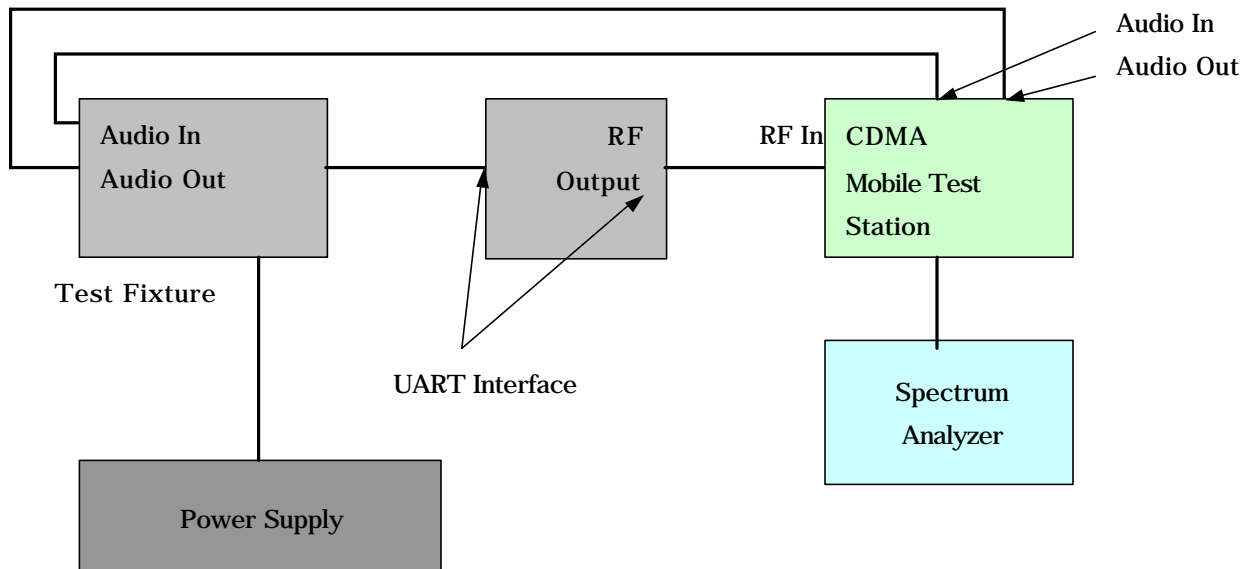 Audio In
Audio Out
Audio In
Audio Out
RF
Output
RF In
CDMA
Mobile Test
Station
Test Fixture
UART Interface
Spectrum
Analyzer
Power Supply